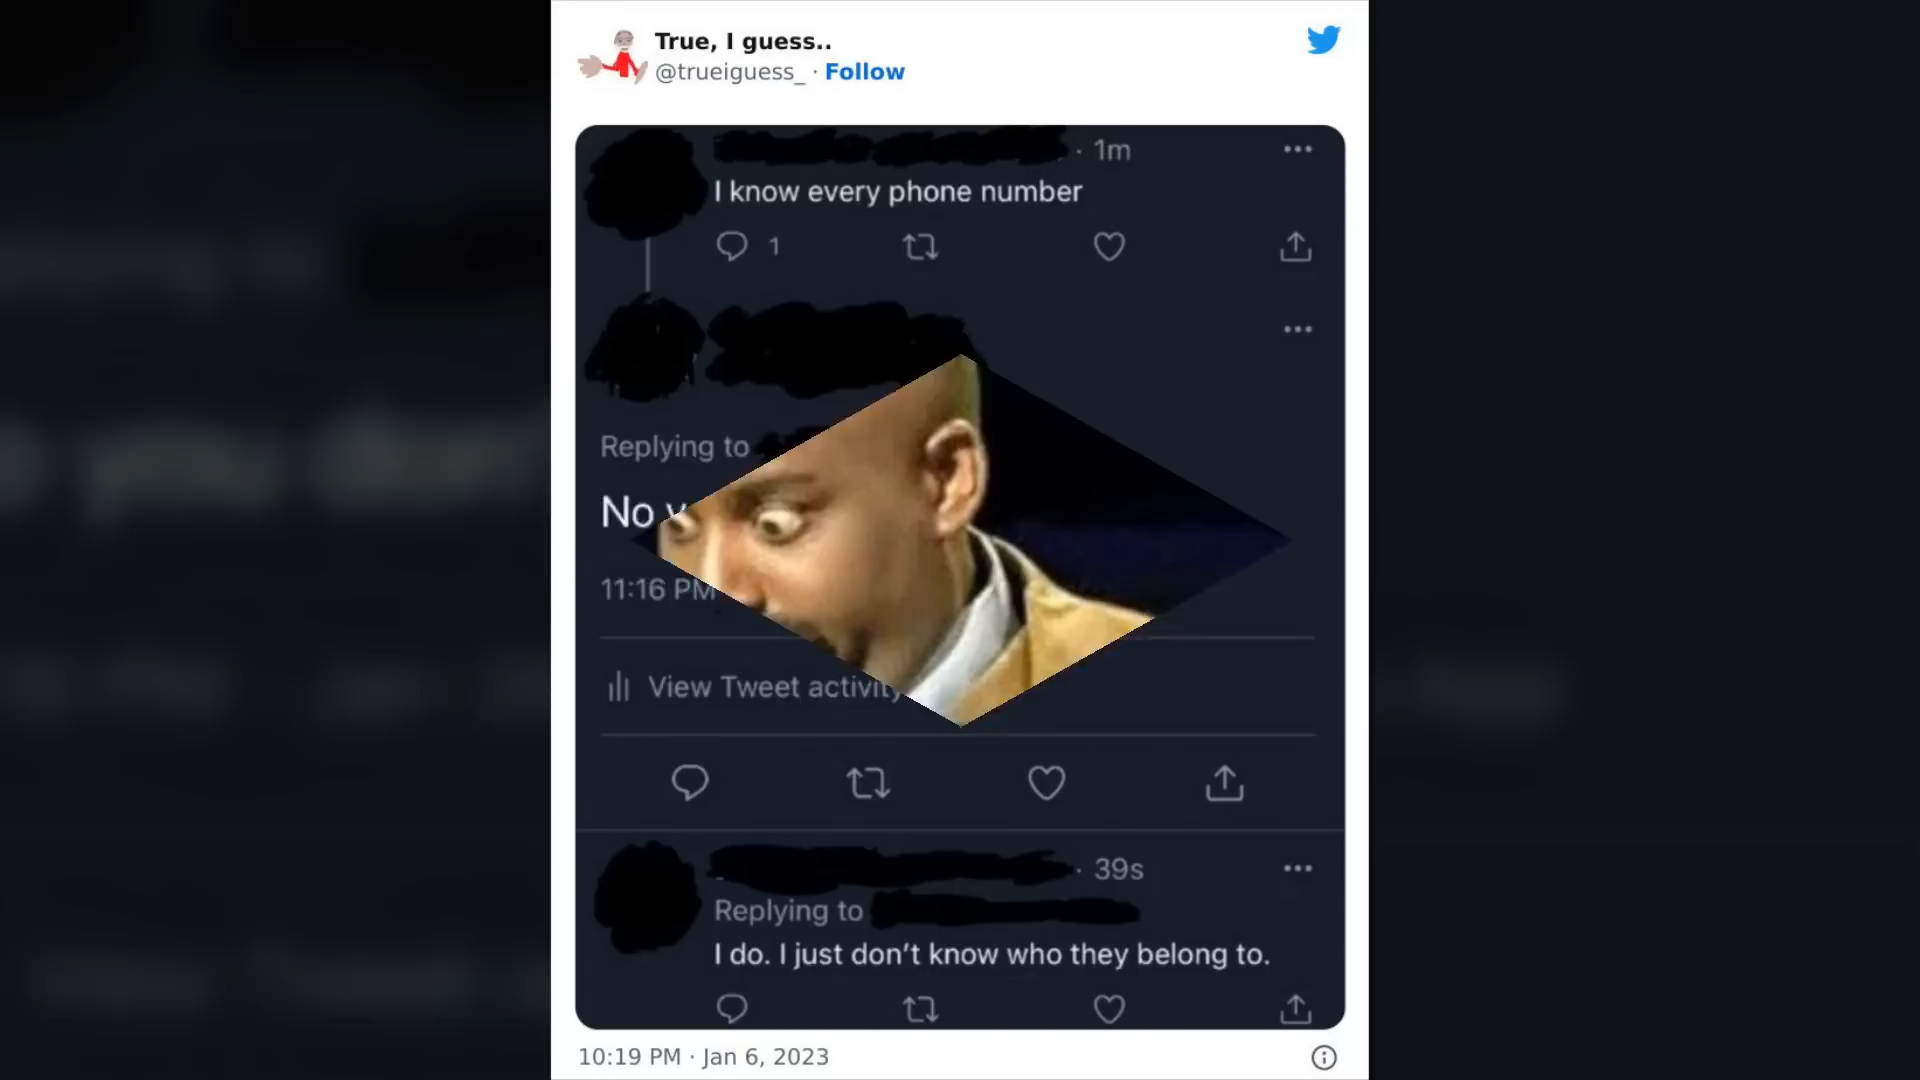 True, I guess..
@trueiguess_ · Follow
· 1m
I know every phone number
1
Replying to
No
11:16 PM
View Tweet activity
· 39s
Replying to
I do. I just don’t know who they belong to.
10:19 PM · Jan 6, 2023